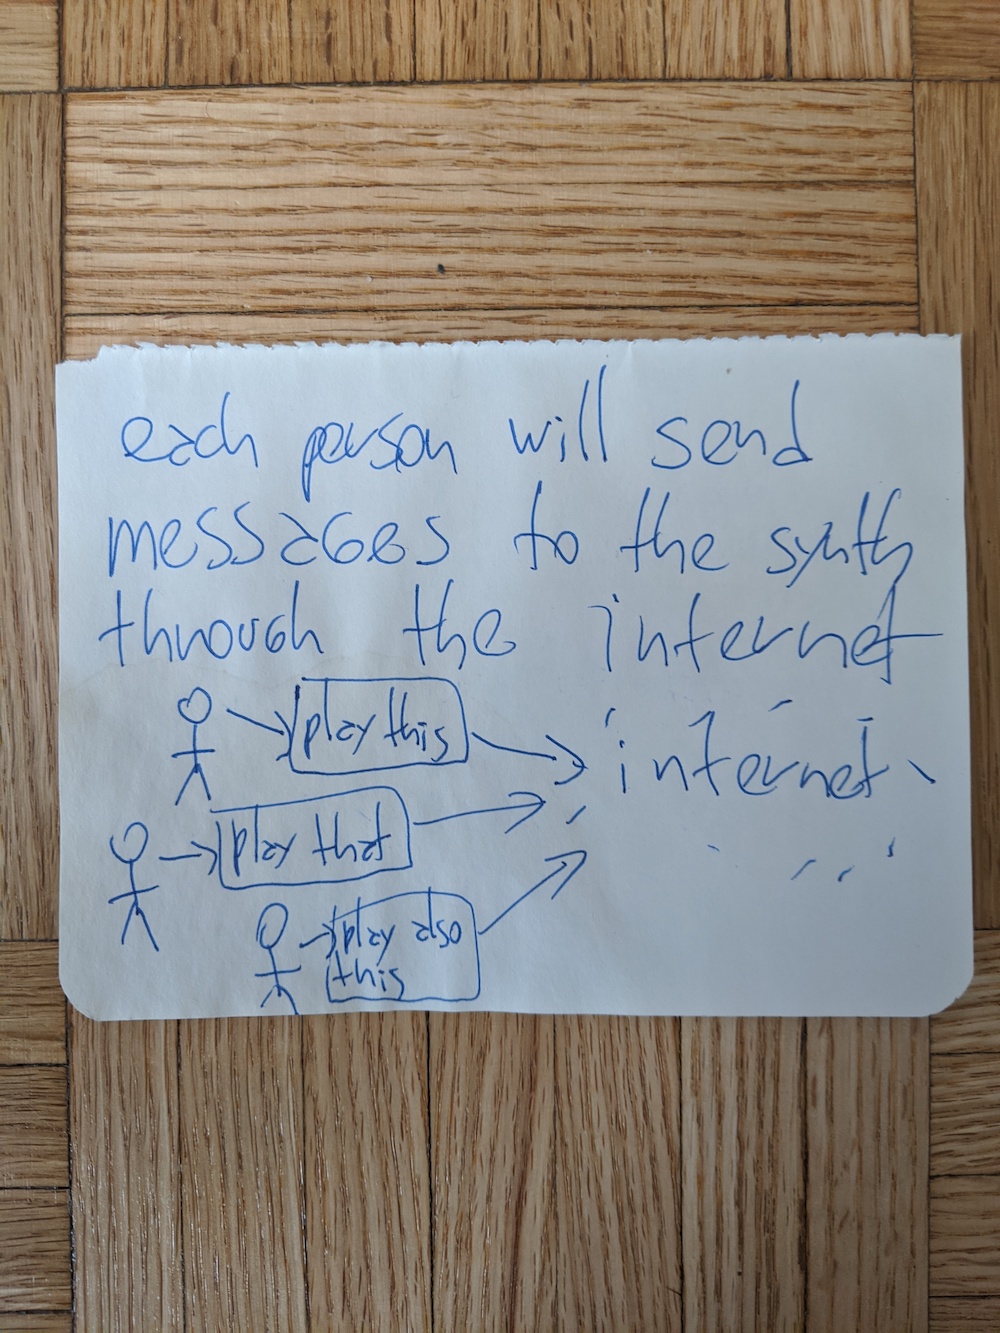 each person will send
messages to the synth
through the internet
play this
internet
play that
play also
this